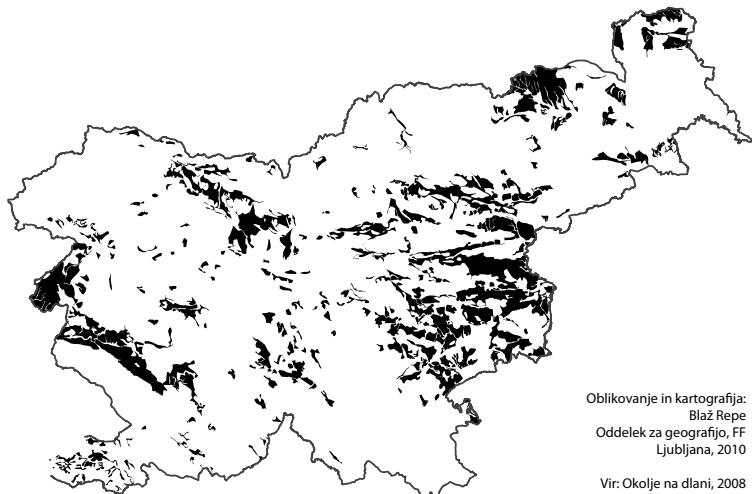 Oblikovanje in kartografija:
Blaž Repe
Oddelek za geografijo, FF
Ljubljana, 2010
Vir: Okolje na dlani, 2008